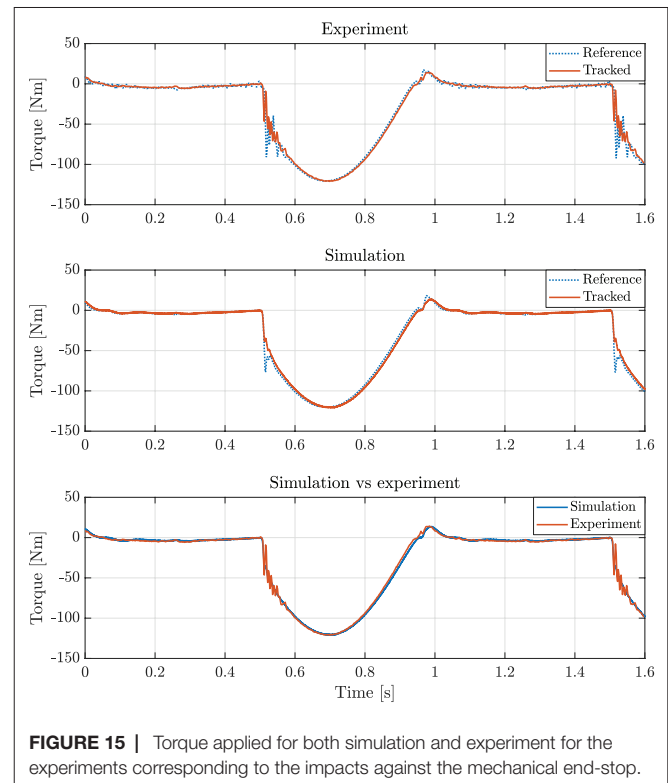 Experiment
Torque [Nm]
50
0
-50
-100
-150
Reference
Tracked
0 0.2 0.4 0.6 0.8 1 1.2 1.4 1.6
Simulation
Torque [Nm]
50
0
-50
-100
-150
Reference
Tracked
0 0.2 0.4 0.6 0.8 1 1.2 1.4 1.6
Simulation vs experiment
Torque [Nm]
50
0
-50
-100
-150
Simulation
Experiment
0 0.2 0.4 0.6 0.8 1 1.2 1.4 1.6
Time [s]
FIGURE 15 | Torque applied for both simulation and experiment for the
experiments corresponding to the impacts against the mechanical end-stop.